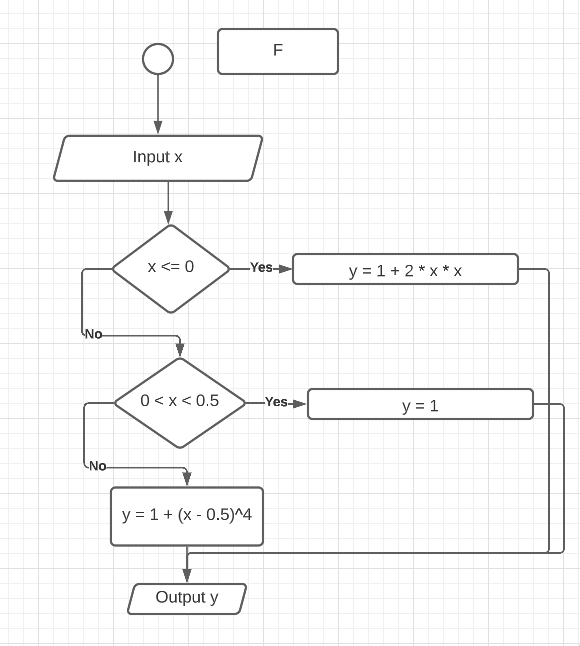 F
Input x
x <= 0
Yes
y = 1 + 2 * x * x
No
0 < x < 0.5
Yes
y = 1
No
y = 1 + (x - 0.5)^4
Output y